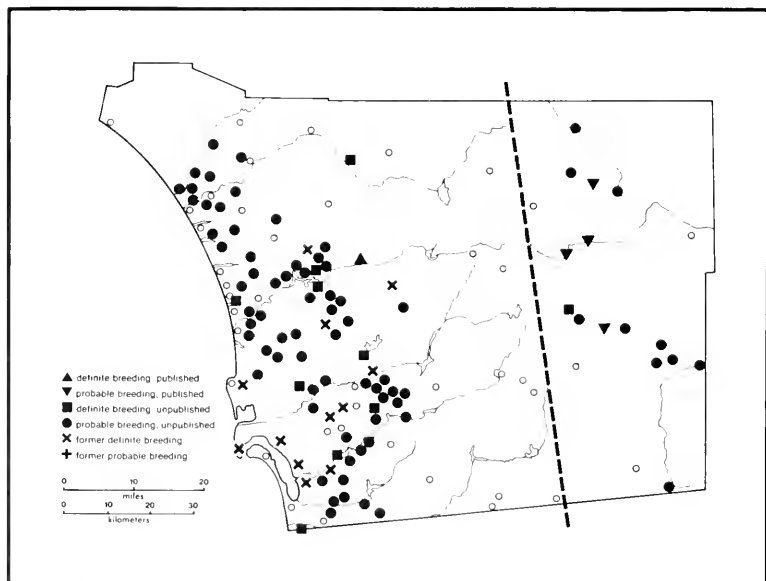 definite breeding, published
probable breeding, published
definite breeding unpublished
probable breeding, unpublished
former definite breeding
former probable breeding
0 10 20
miles
0 10 20 30
kilometers